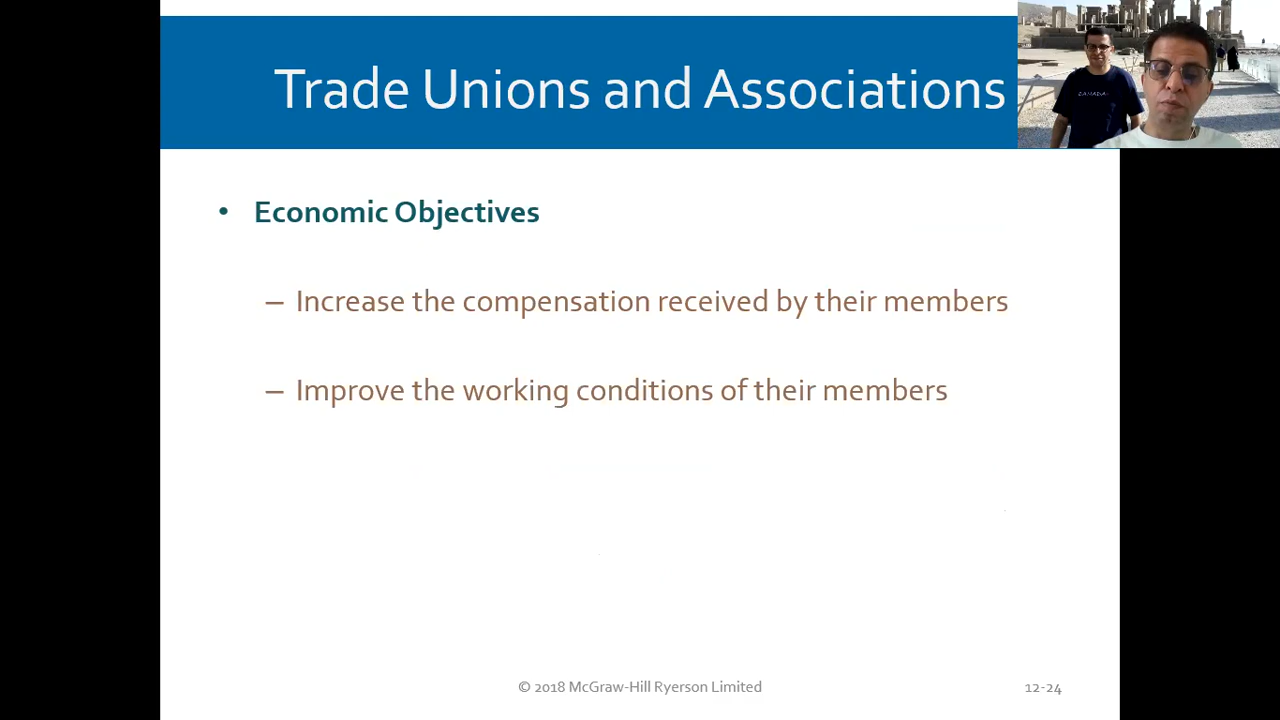 Trade Unions and Associations
CANADA
• Economic Objectives
– Increase the compensation received by their members
– Improve the working conditions of their members
© 2018 McGraw-Hill Ryerson Limited
12-24